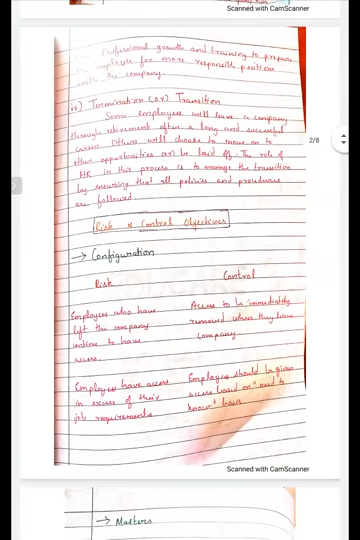 Scanned with CamScanner
Professional growth and training to prepare
the employee for more responsible positions
with the company.
iv) Termination (or) Transition
Some employees will leave a company
through retirement after a long and successful
career. Others will choose to move on to
other opportunities (or) be laid off. The role of
HR in this process is to manage the transition
by ensuring that all policies and procedures
are followed.
2/8
Risk & Control Objectives
→ Configuration
Risk
Control
Employees who have
left the company
continue to have
access.
Access to be immediately
removed when they leave
company
Employees have access
in excess of their
job requirements
Employees should be given
access based on "need to
know" basis
Scanned with CamScanner
→ Masters